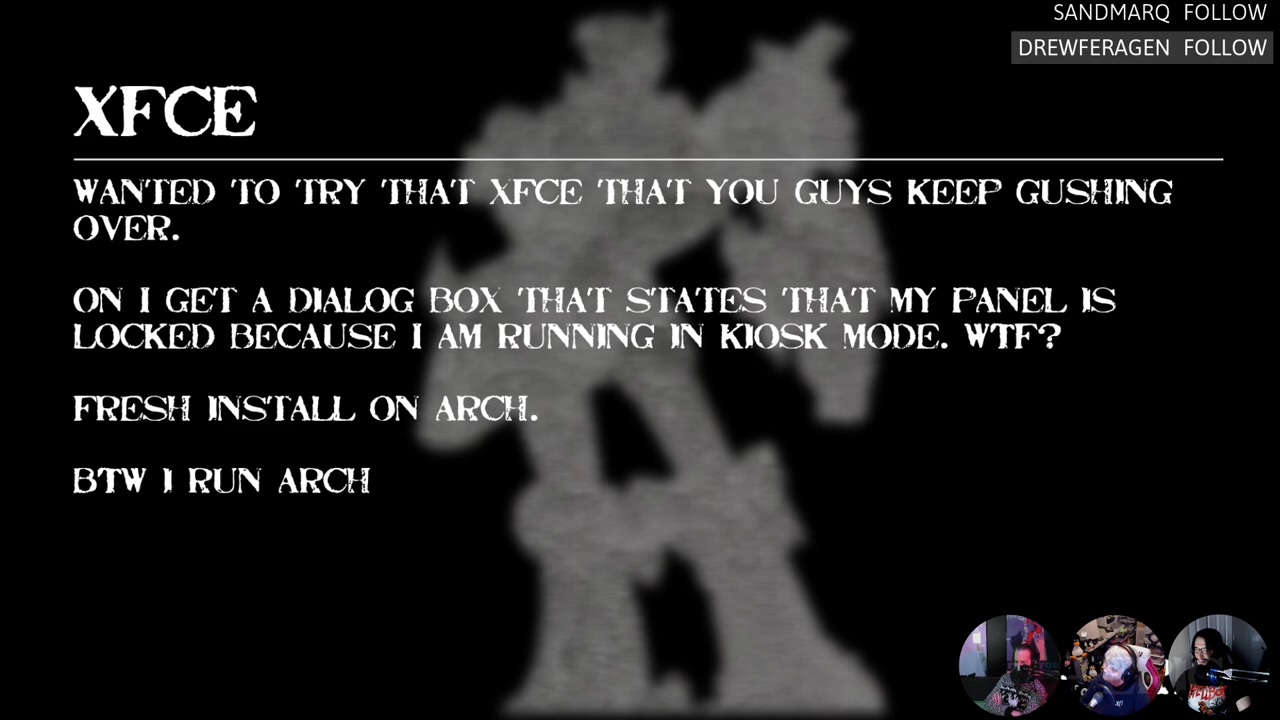 SANDMARQ FOLLOW
DREWFERAGEN FOLLOW
XFCE
WANTED TO TRY THAT XFCE THAT YOU GUYS KEEP GUSHING
OVER.
ON I GET A DIALOG BOX THAT STATES THAT MY PANEL IS
LOCKED BECAUSE I AM RUNNING IN KIOSK MODE. WTF?
FRESH INSTALL ON ARCH.
BTW I RUN ARCH